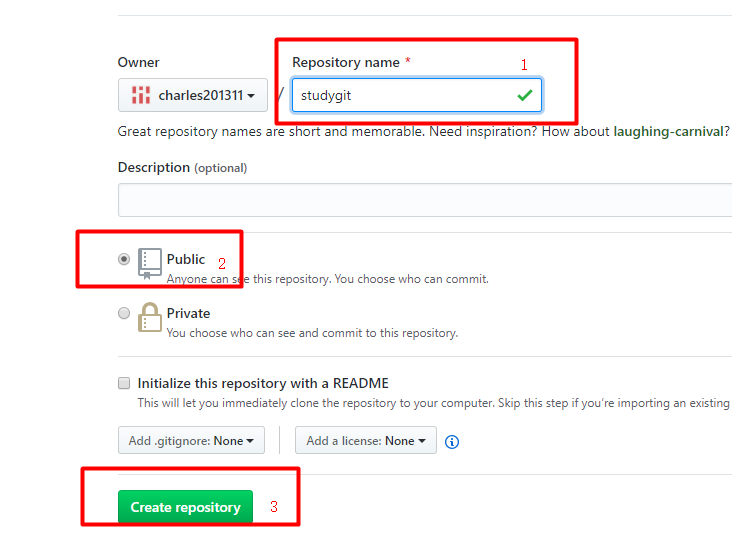 Owner
Repository name * 1
charles201311 / studygit
Great repository names are short and memorable. Need inspiration? How about laughing-carnival?
Description (optional)
Public 2
Anyone can see this repository. You choose who can commit.
Private
You choose who can see and commit to this repository.
Initialize this repository with a README
This will let you immediately clone the repository to your computer. Skip this step if you're importing an existing
Add .gitignore: None Add a license: None
Create repository 3